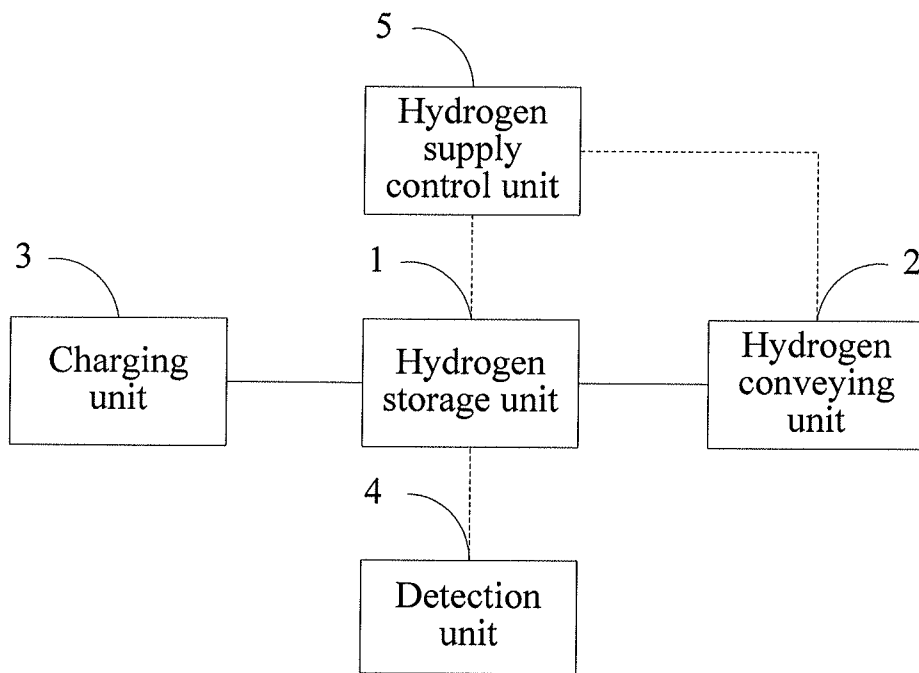 5
Hydrogen
supply
control unit
3
1
2
Charging
unit
Hydrogen
storage unit
Hydrogen
conveying
unit
4
Detection
unit